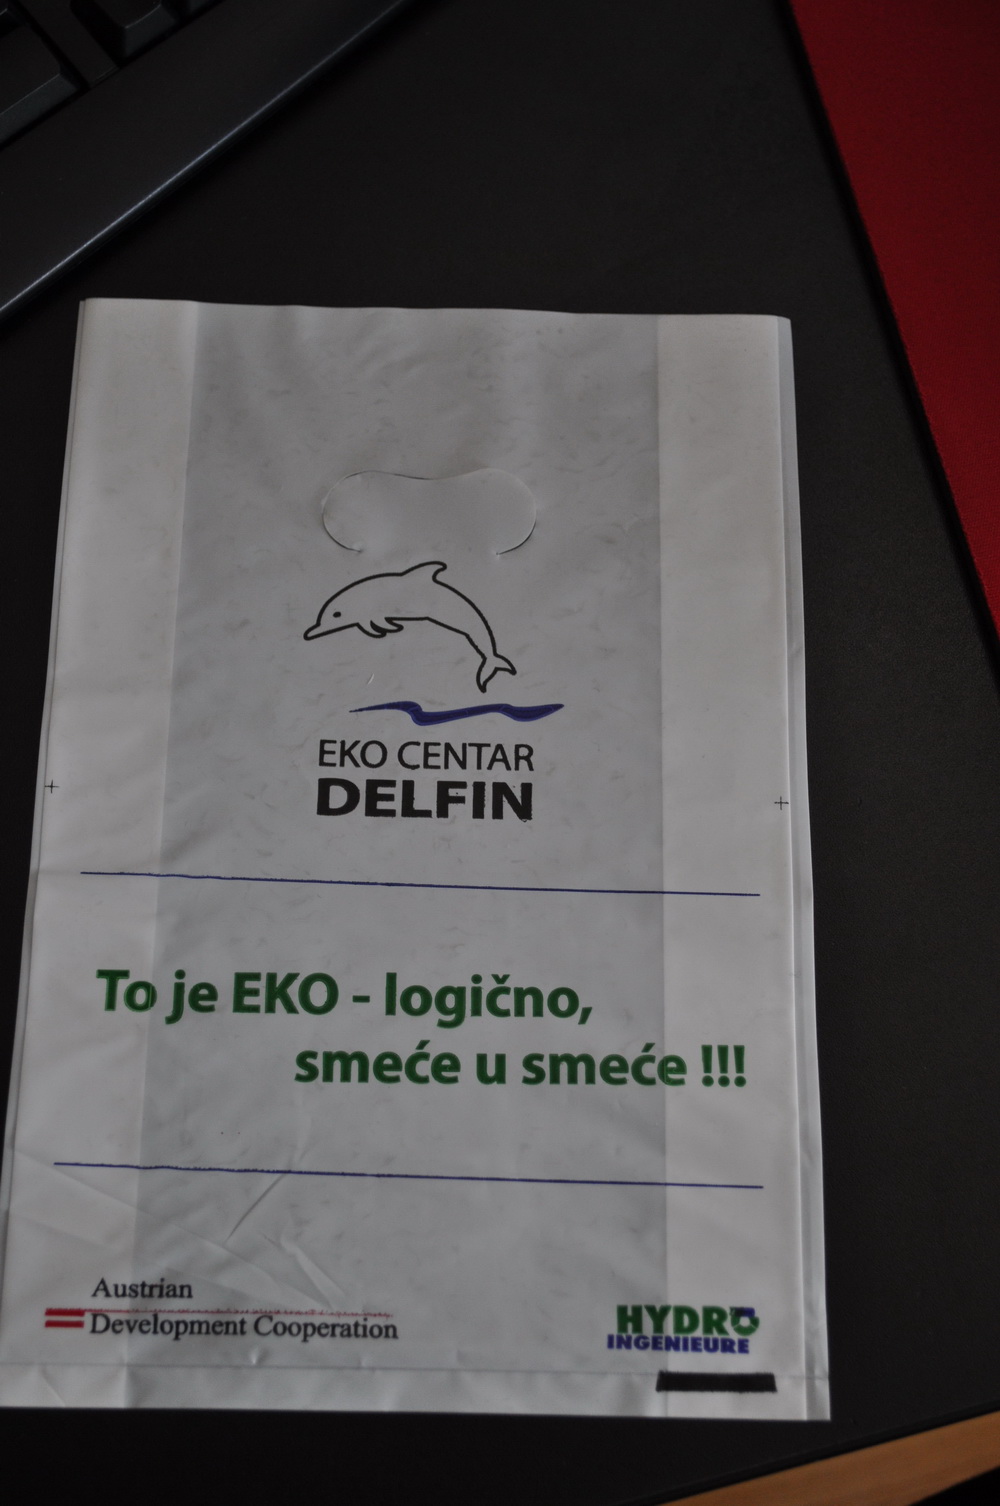 EKO CENTAR
DELFIN
To je EKO - logično,
smeće u smeće !!!
Austrian
Development Cooperation
HYDRO
INGENIEURE